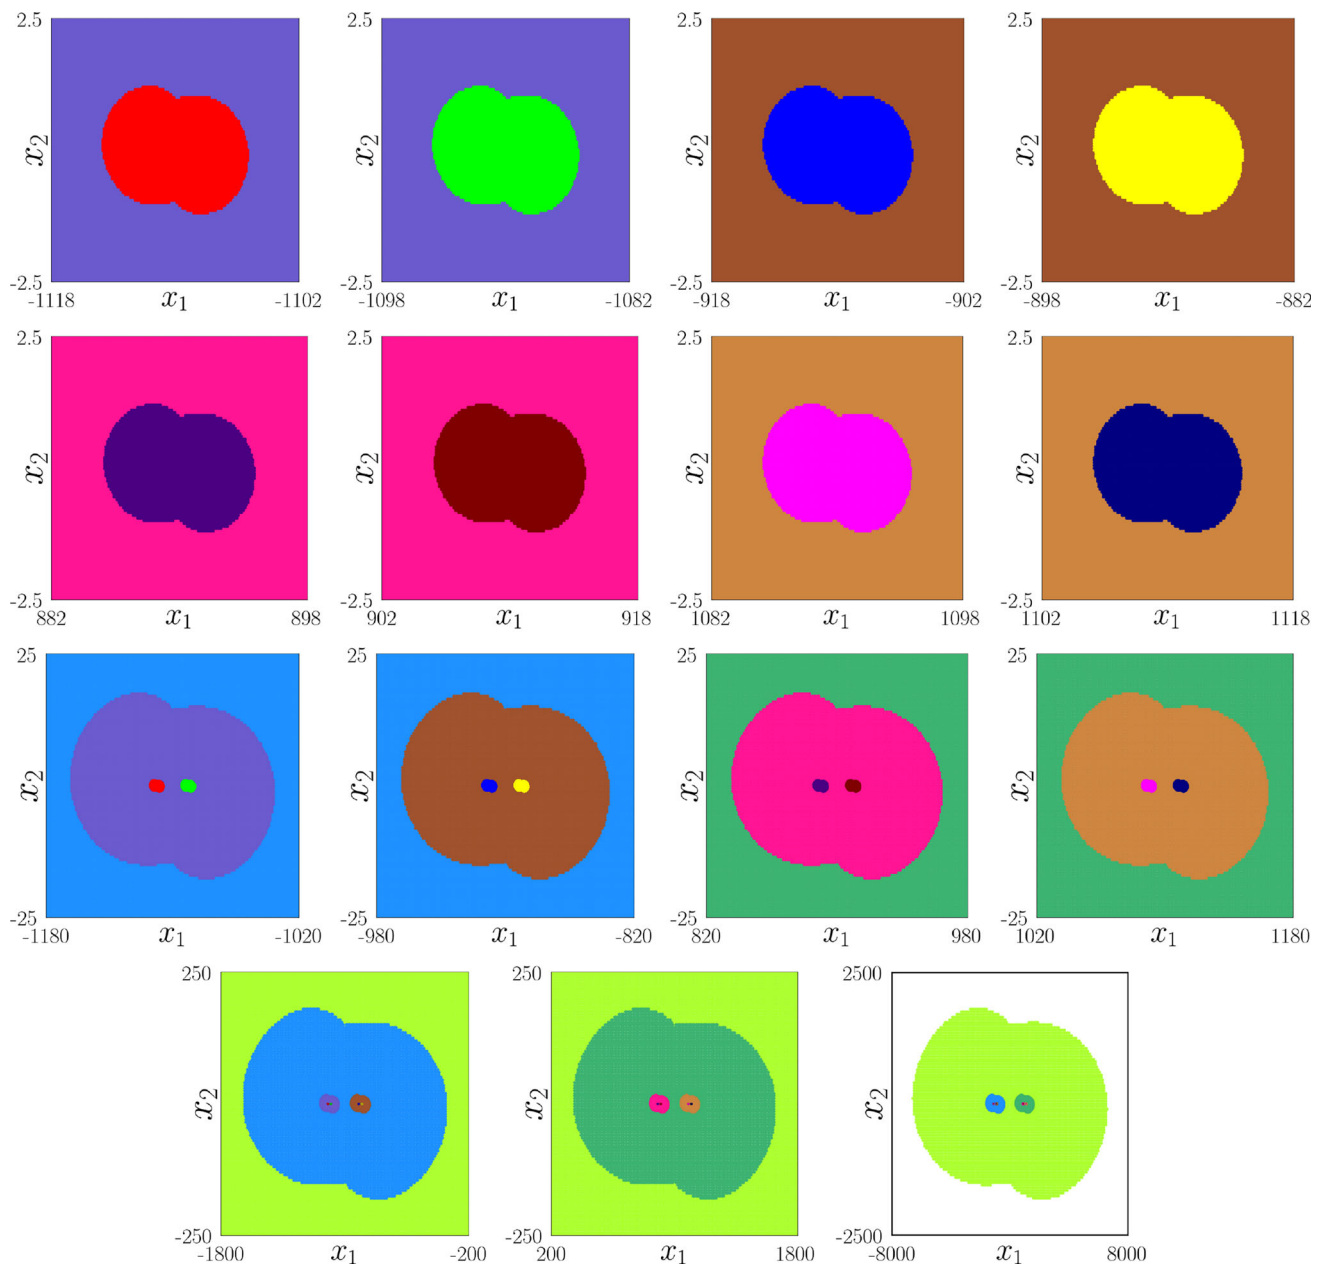 2.5 2.5 2.5 2.5
x₂ x₂ x₂ x₂
-2.5 -2.5 -2.5 -2.5
-1118 x₁ -1102 -1098 x₁ -1082 -918 x₁ -902 -898 x₁ -882
2.5 2.5 2.5 2.5
x₂ x₂ x₂ x₂
-2.5 -2.5 -2.5 -2.5
882 x₁ 898 902 x₁ 918 1082 x₁ 1098 1102 x₁ 1118
25 25 25 25
x₂ x₂ x₂ x₂
-25 -25 -25 -25
-1180 x₁ -1020 -980 x₁ -820 820 x₁ 980 1020 x₁ 1180
250 250 2500
x₂ x₂ x₂
-250 -250 -2500
-1800 x₁ -200 200 x₁ 1800 -8000 x₁ 8000